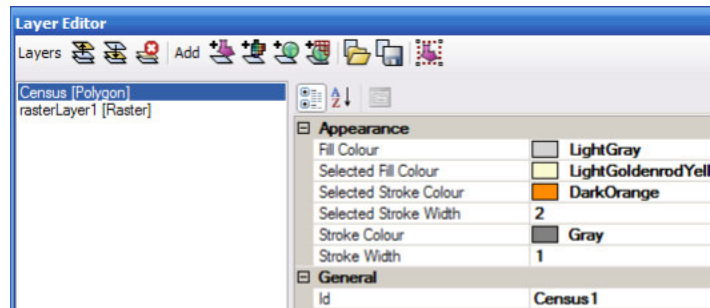 Layer Editor
Layers Add
Census [Polygon]
rasterLayer1 [Raster]
Appearance
Fill Colour LightGray
Selected Fill Colour LightGoldenrodYell
Selected Stroke Colour DarkOrange
Selected Stroke Width 2
Stroke Colour Gray
Stroke Width 1
General
Id Census1